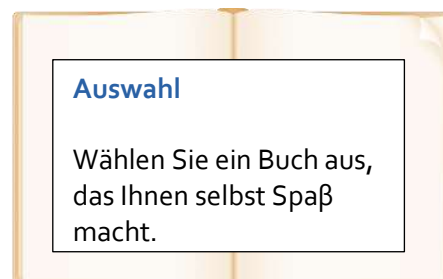 Auswahl
Wählen Sie ein Buch aus,
das Ihnen selbst Spaβ
macht.